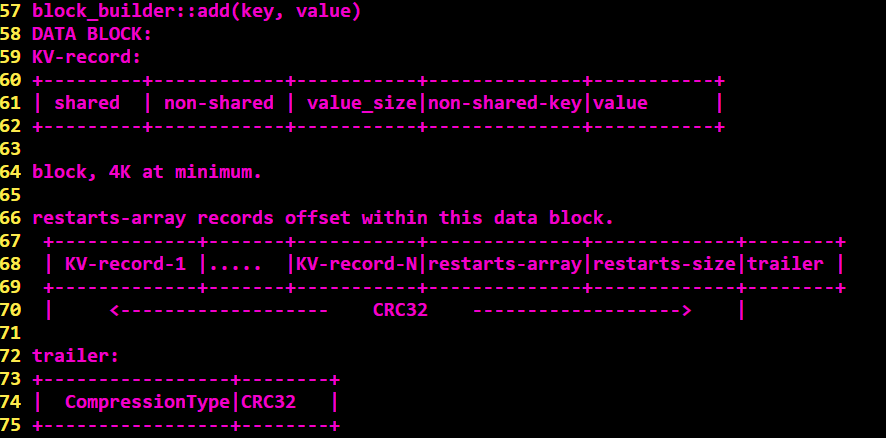 57 block_builder::add(key, value)
58 DATA BLOCK:
59 KV-record:
60 +---------+------------+-----------+--------------+-----------+
61 | shared  | non-shared | value_size|non-shared-key|value      |
62 +---------+------------+-----------+--------------+-----------+
63
64 block, 4K at minimum.
65
66 restarts-array records offset within this data block.
67  +-------------+-------+-----------+--------------+-------------+--------+
68  | KV-record-1 |.....  |KV-record-N|restarts-array|restarts-size|trailer |
69  +-------------+-------+-----------+--------------+-------------+--------+
70  |     <-------------------    CRC32    ------------------->    |
71
72 trailer:
73 +-----------------+--------+
74 |  CompressionType|CRC32   |
75 +-----------------+--------+